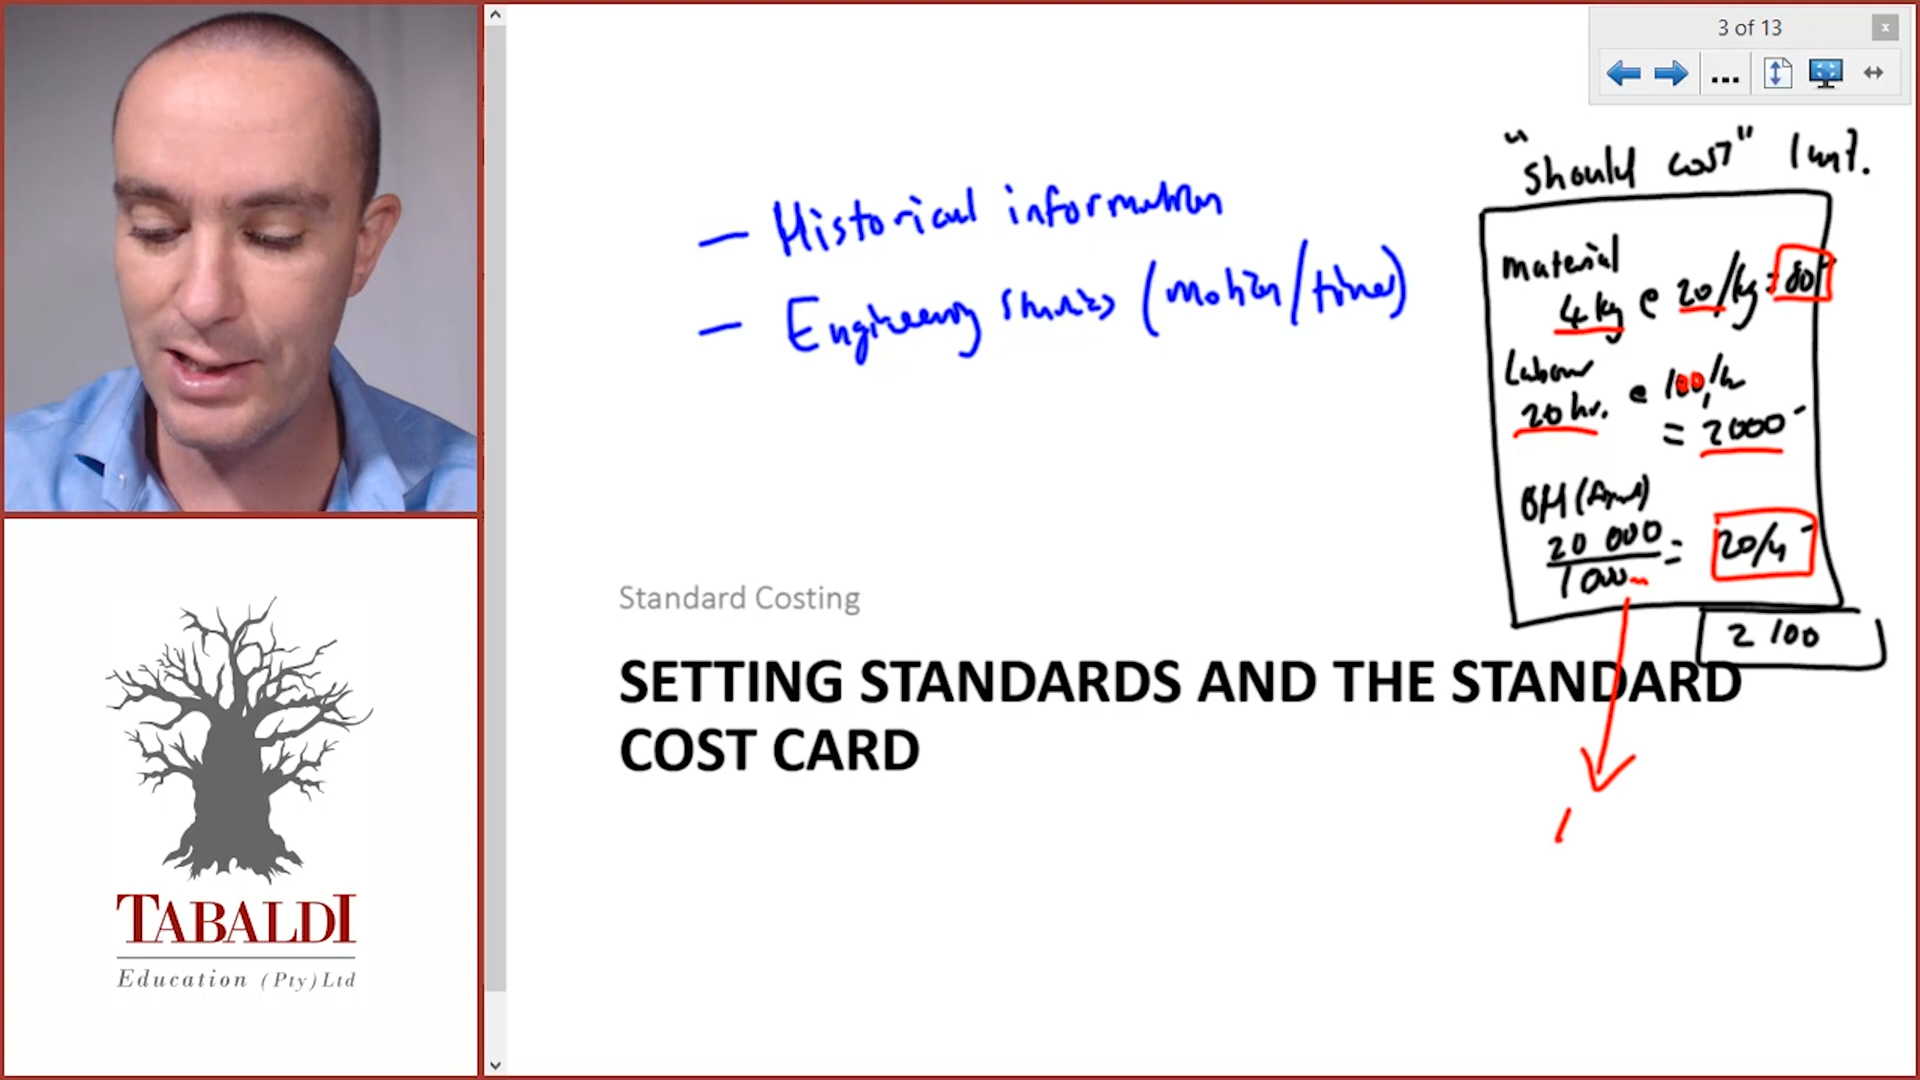 3 of 13
"should cost" 1 unit.
– Historical information
– Engineering studies (motion/times)
material
4 kg @ 20/kg = 80
Labour
20 hr. @ 100/h
= 2000
OH (fixed)
20 000
1000
= 20/u
2 100
Standard Costing
SETTING STANDARDS AND THE STANDARD
COST CARD
TABALDI
Education (Pty) Ltd